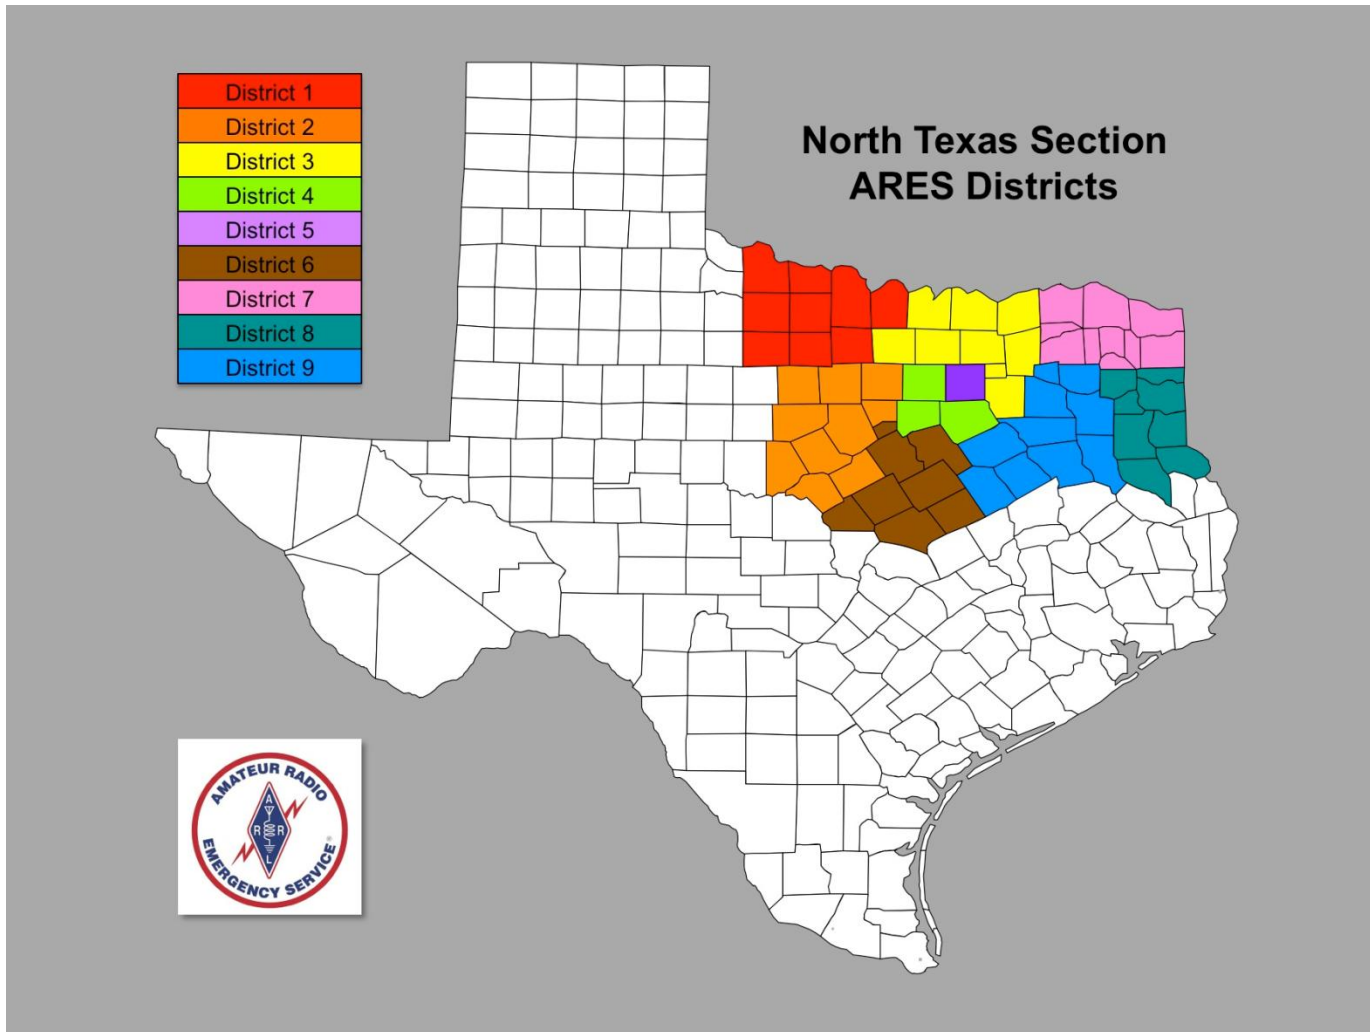 North Texas Section
ARES Districts
District 1
District 2
District 3
District 4
District 5
District 6
District 7
District 8
District 9
AMATEUR RADIO
A
R R
L
EMERGENCY SERVICE®